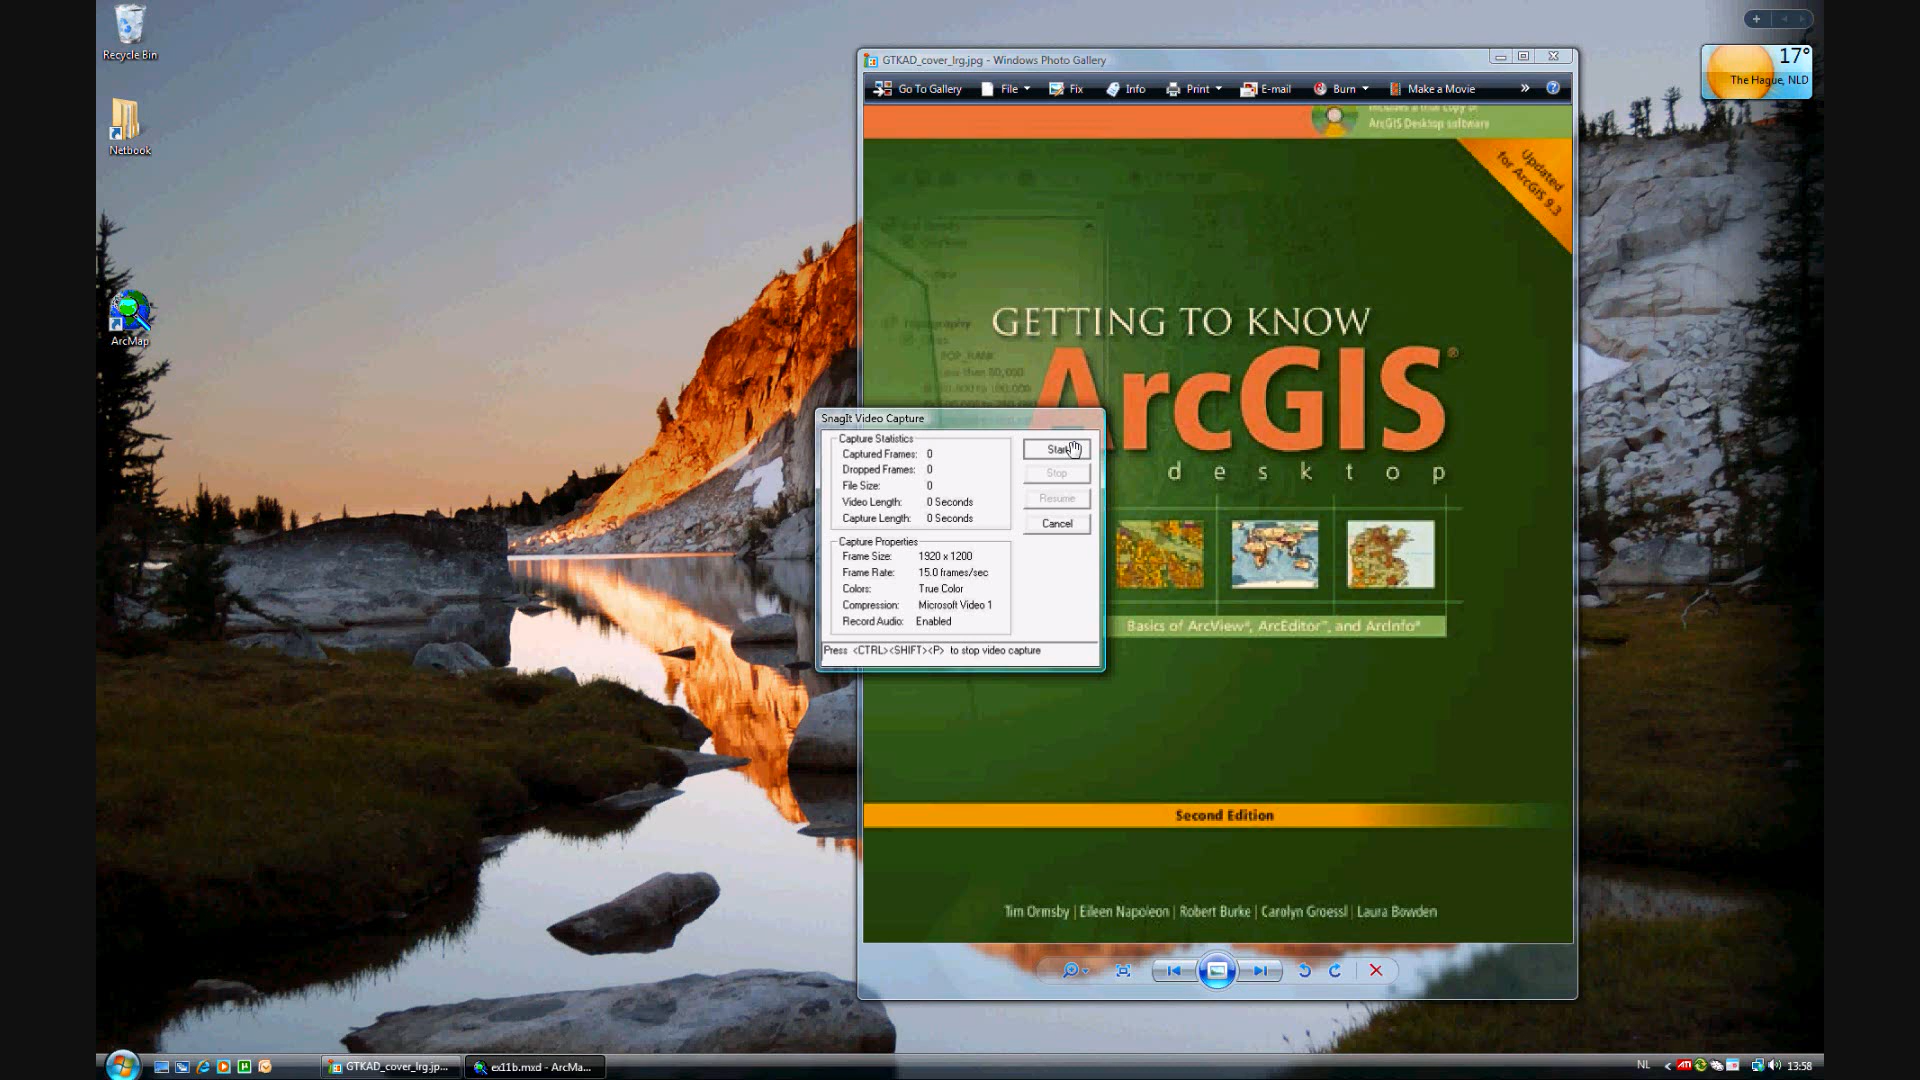 Recycle Bin
Netbook
ArcMap
17°
The Hague, NLD
GTKAD_cover_lrg.jpg - Windows Photo Gallery
Go To Gallery File Fix Info Print E-mail Burn Make a Movie » ?
Includes a trial copy of
ArcGIS Desktop software
Updated
for ArcGIS 9.3
GETTING TO KNOW
ArcGIS®
desktop
Basics of ArcView®, ArcEditor™, and ArcInfo®
Second Edition
Tim Ormsby | Eileen Napoleon | Robert Burke | Carolyn Groessl | Laura Bowden
SnagIt Video Capture
Capture Statistics
Captured Frames: 0
Dropped Frames: 0
File Size: 0
Video Length: 0 Seconds
Capture Length: 0 Seconds
Start
Stop
Resume
Cancel
Capture Properties
Frame Size: 1920 x 1200
Frame Rate: 15.0 frames/sec
Colors: True Color
Compression: Microsoft Video 1
Record Audio: Enabled
Press <CTRL><SHIFT><P> to stop video capture
GTKAD_cover_lrg.jp...
ex11b.mxd - ArcMa...
NL
13:58